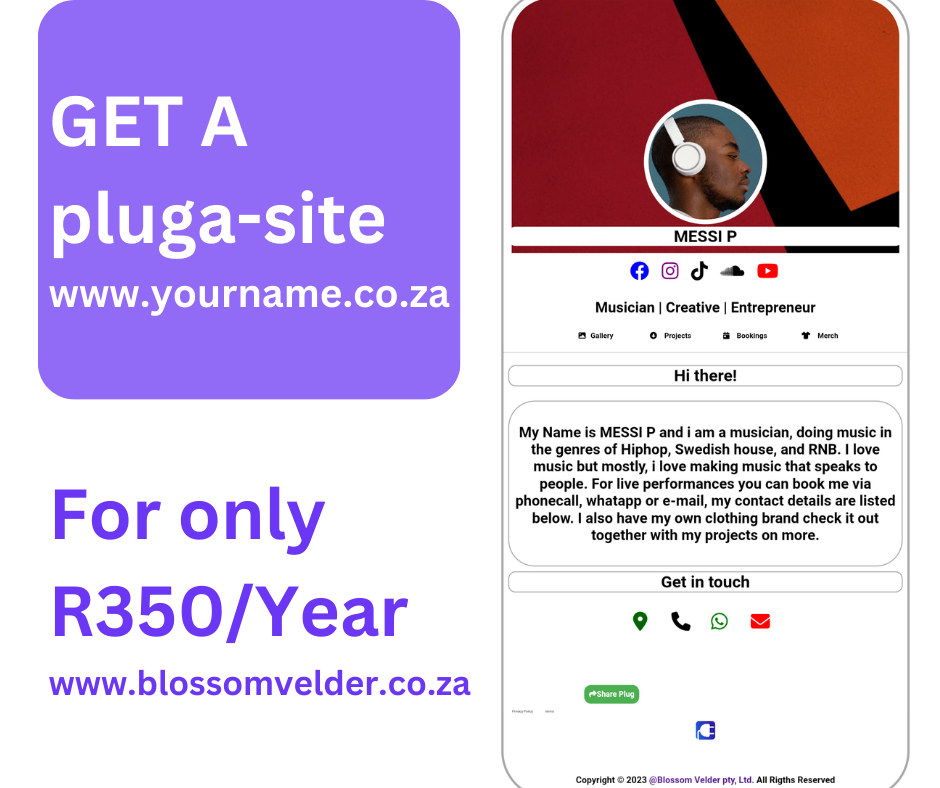 GET A
pluga-site
www.yourname.co.za
For only
R350/Year
www.blossomvelder.co.za
MESSI P
Musician | Creative | Entrepreneur
Gallery Projects Bookings Merch
Hi there!
My Name is MESSI P and i am a musician, doing music in
the genres of Hiphop, Swedish house, and RNB. I love
music but mostly, i love making music that speaks to
people. For live performances you can book me via
phonecall, whatapp or e-mail, my contact details are listed
below. I also have my own clothing brand check it out
together with my projects on more.
Get in touch
Share Plug
Privacy Policy terms
Copyright © 2023 @Blossom Velder pty, Ltd. All Rigths Reserved